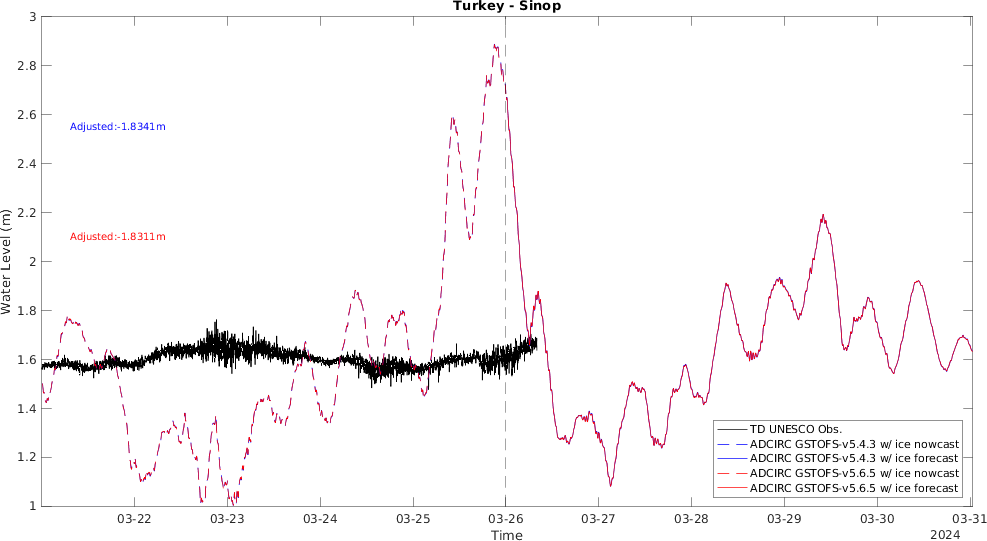 Turkey - Sinop
3
2.8
2.6
2.4
2.2
2
1.8
1.6
1.4
1.2
1
Water Level (m)
Adjusted:-1.8341m
Adjusted:-1.8311m
TD UNESCO Obs.
ADCIRC GSTOFS-v5.4.3 w/ ice nowcast
ADCIRC GSTOFS-v5.4.3 w/ ice forecast
ADCIRC GSTOFS-v5.6.5 w/ ice nowcast
ADCIRC GSTOFS-v5.6.5 w/ ice forecast
03-22 03-23 03-24 03-25 03-26 03-27 03-28 03-29 03-30 03-31
Time
2024